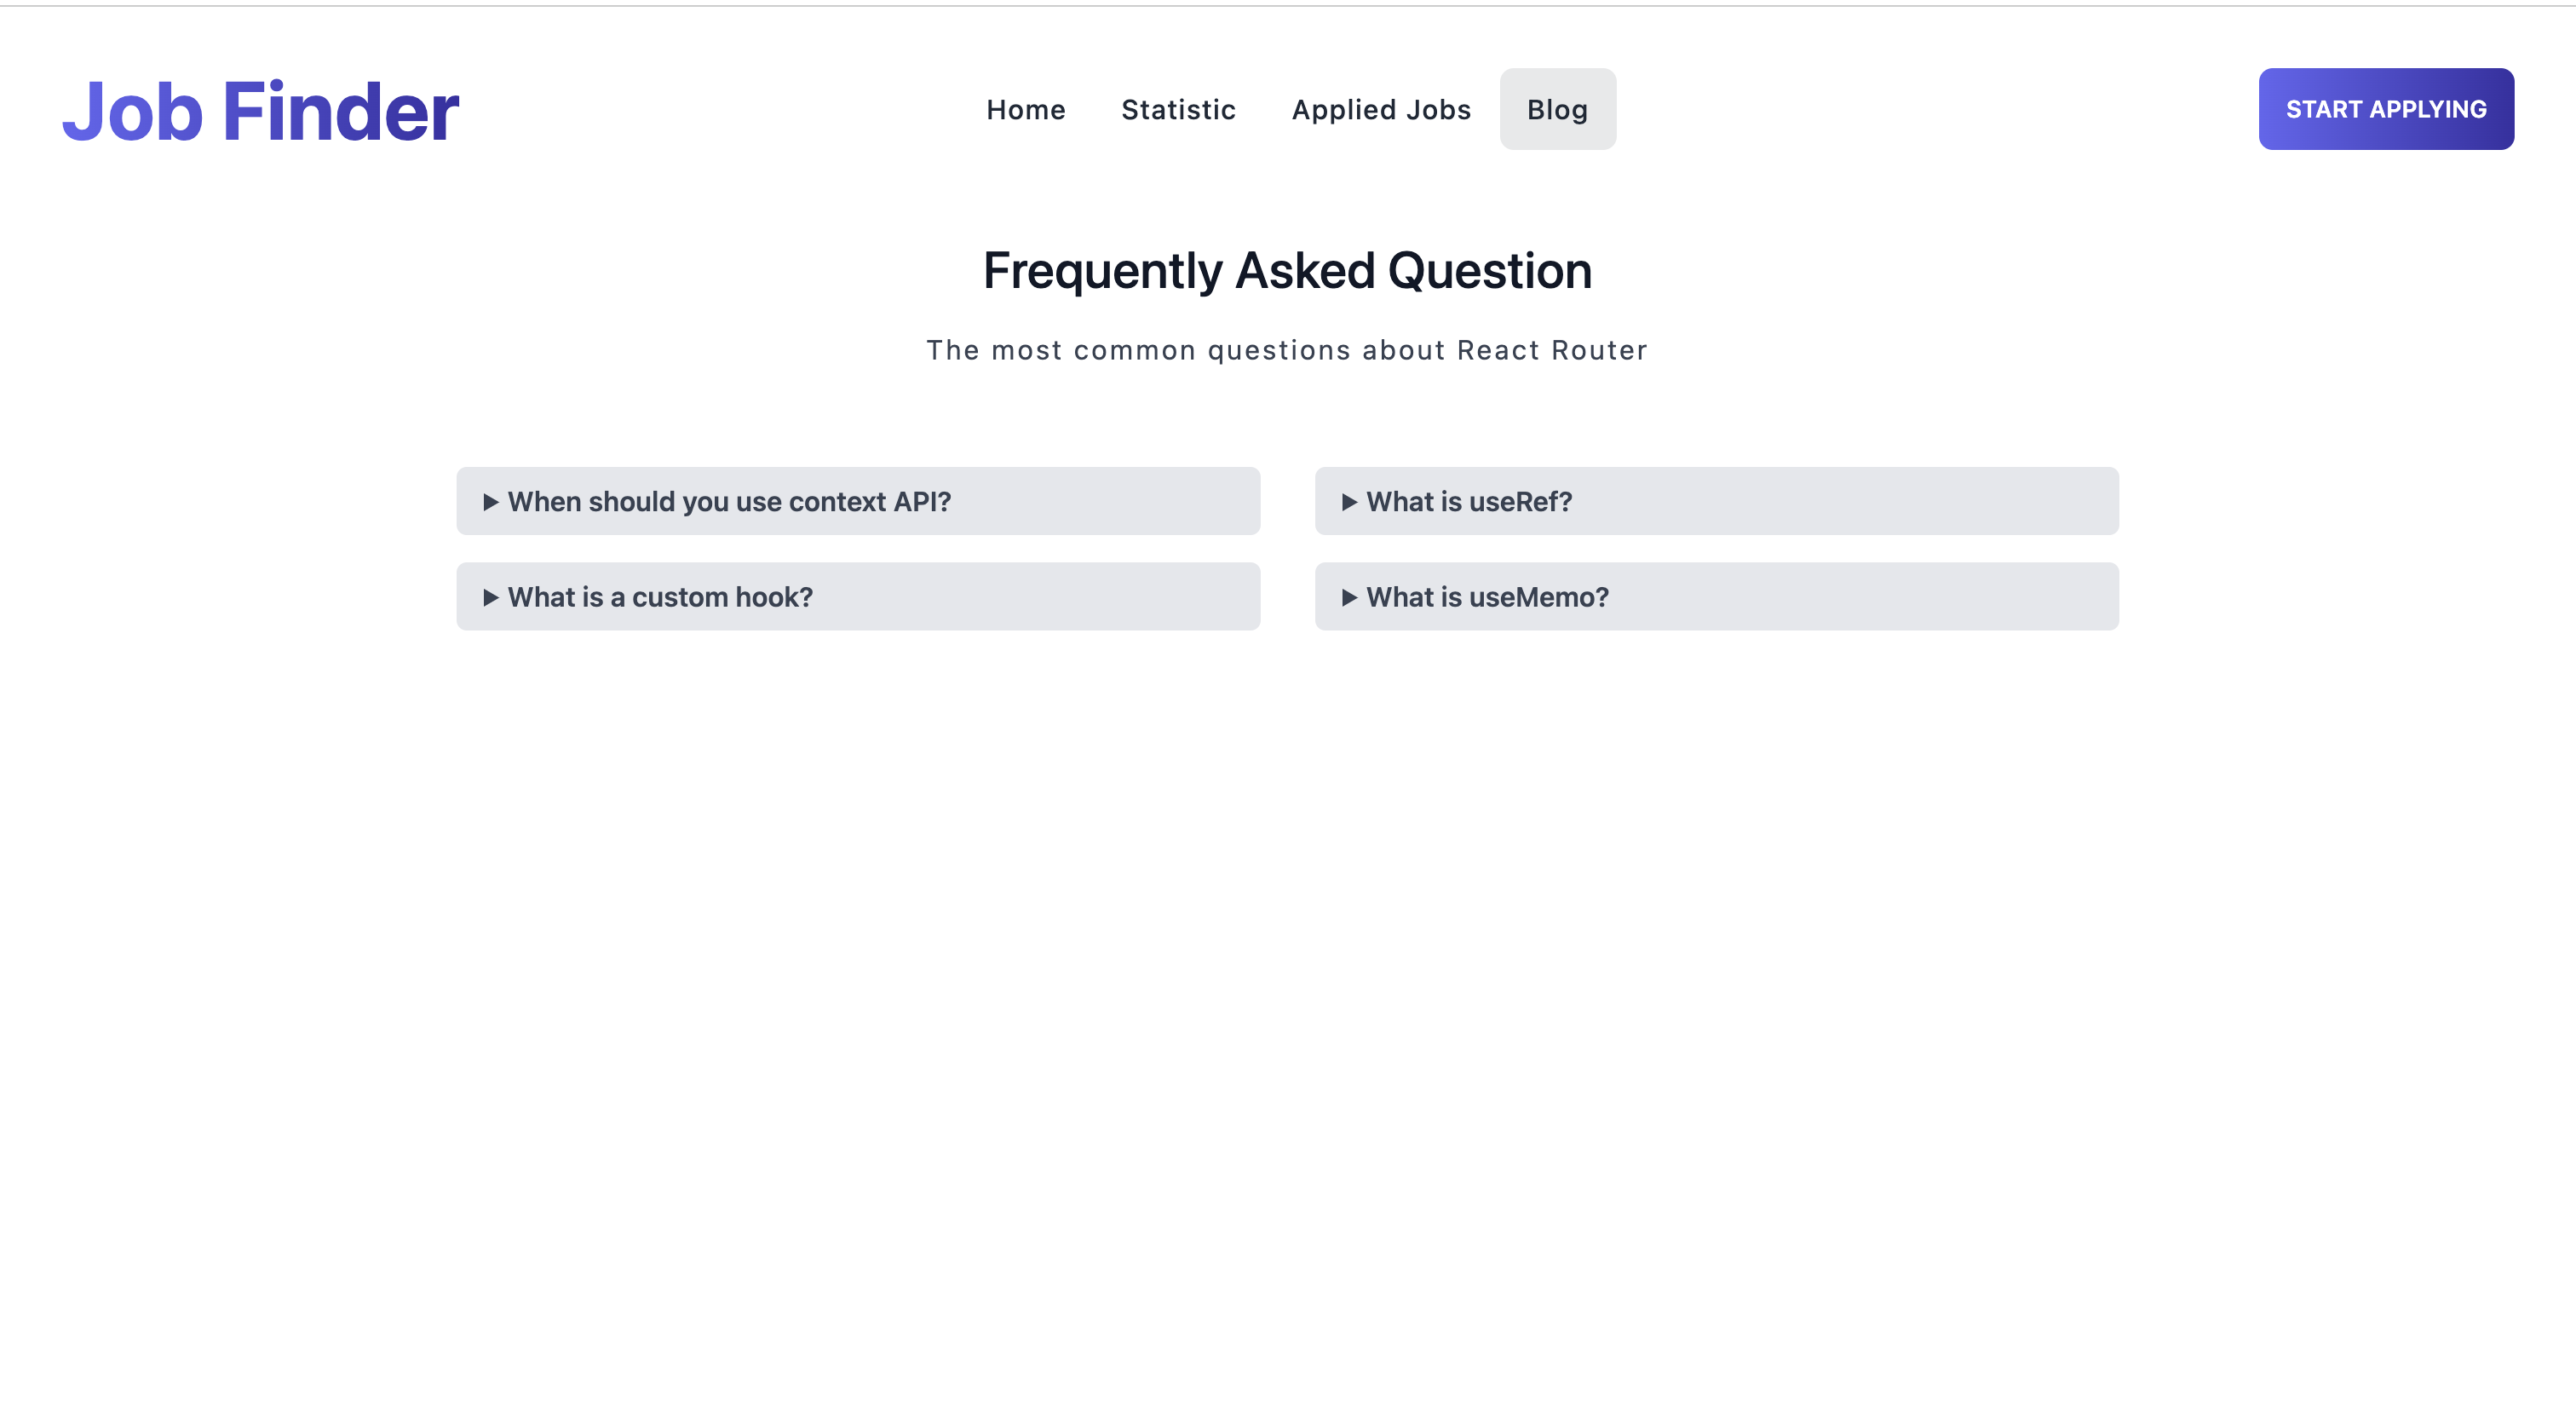 Job Finder
Home Statistic Applied Jobs Blog
START APPLYING
Frequently Asked Question
The most common questions about React Router
When should you use context API?
What is useRef?
What is a custom hook?
What is useMemo?